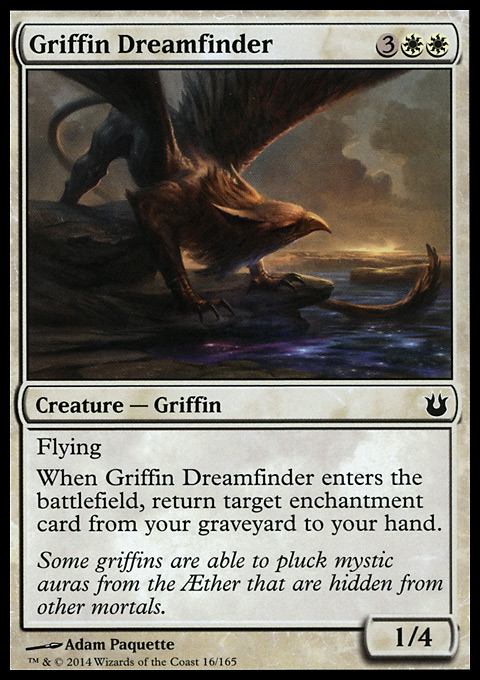 Griffin Dreamfinder 3
Creature — Griffin
Flying
When Griffin Dreamfinder enters the
battlefield, return target enchantment
card from your graveyard to your hand.
Some griffins are able to pluck mystic
auras from the Æther that are hidden from
other mortals.
Adam Paquette
1/4
™ & © 2014 Wizards of the Coast 16/165